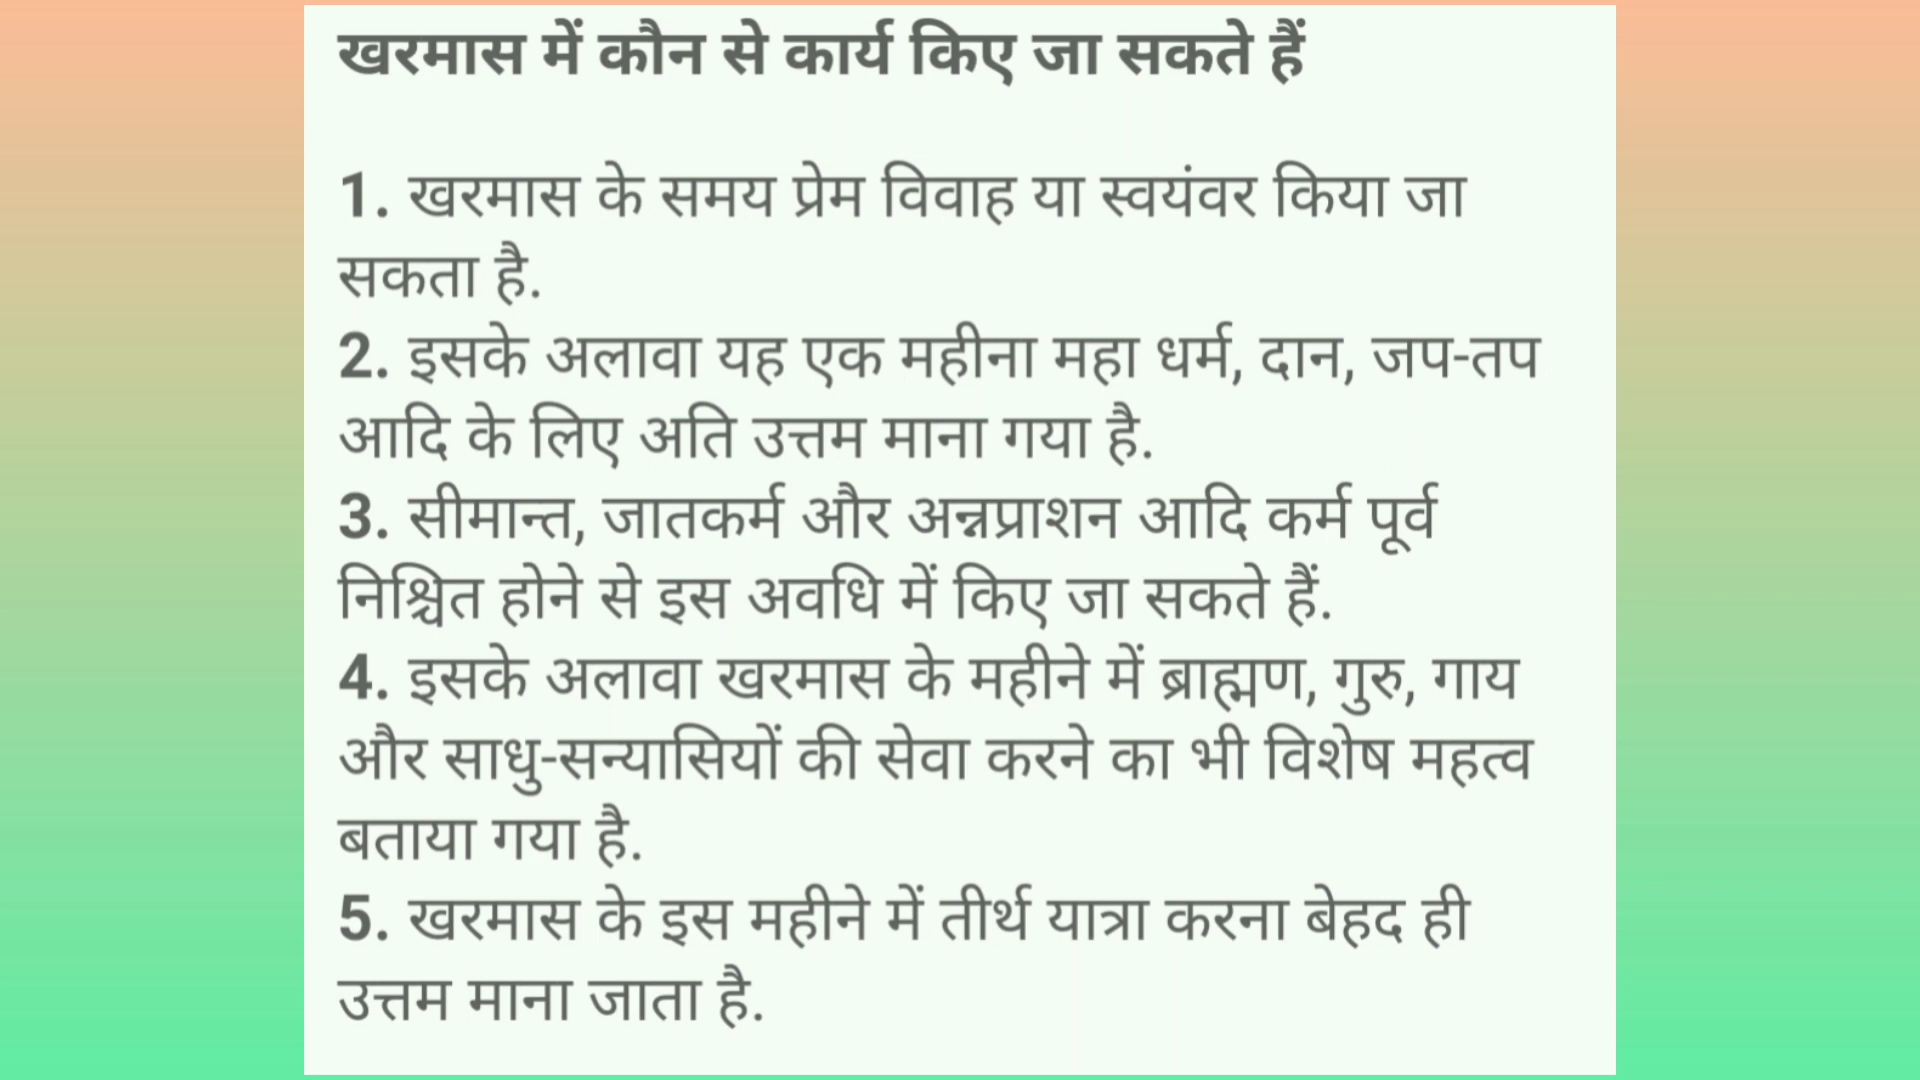 खरमास में कौन से कार्य किए जा सकते हैं
1. खरमास के समय प्रेम विवाह या स्वयंवर किया जा
सकता है.
2. इसके अलावा यह एक महीना महा धर्म, दान, जप-तप
आदि के लिए अति उत्तम माना गया है.
3. सीमान्त, जातकर्म और अन्नप्राशन आदि कर्म पूर्व
निश्चित होने से इस अवधि में किए जा सकते हैं.
4. इसके अलावा खरमास के महीने में ब्राह्मण, गुरु, गाय
और साधु-सन्यासियों की सेवा करने का भी विशेष महत्व
बताया गया है.
5. खरमास के इस महीने में तीर्थ यात्रा करना बेहद ही
उत्तम माना जाता है.